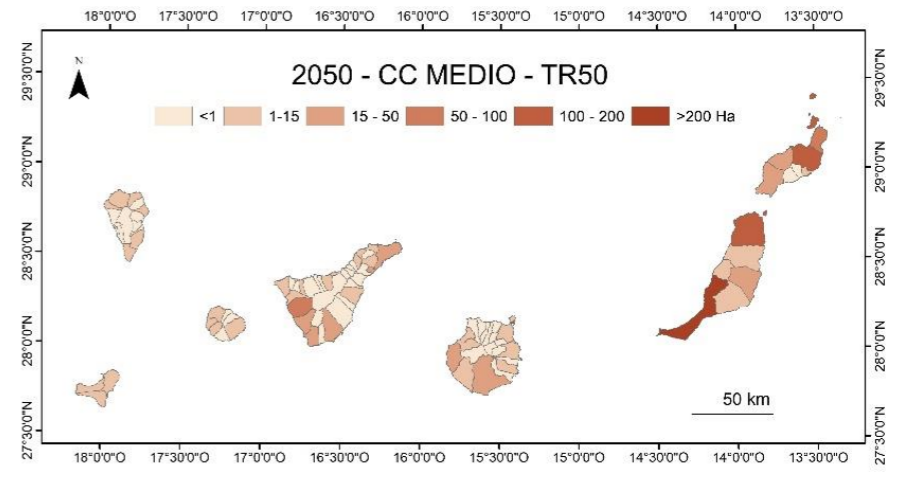 18°0'0"O 17°30'0"O 17°0'0"O 16°30'0"O 16°0'0"O 15°30'0"O 15°0'0"O 14°30'0"O 14°0'0"O 13°30'0"O
N
2050 - CC MEDIO - TR50
<1 1-15 15 - 50 50 - 100 100 - 200 >200 Ha
29°30'0"N 29°30'0"N
29°0'0"N 29°0'0"N
28°30'0"N 28°30'0"N
28°0'0"N 28°0'0"N
50 km
27°30'0"N 27°30'0"N
18°0'0"O 17°30'0"O 17°0'0"O 16°30'0"O 16°0'0"O 15°30'0"O 15°0'0"O 14°30'0"O 14°0'0"O 13°30'0"O